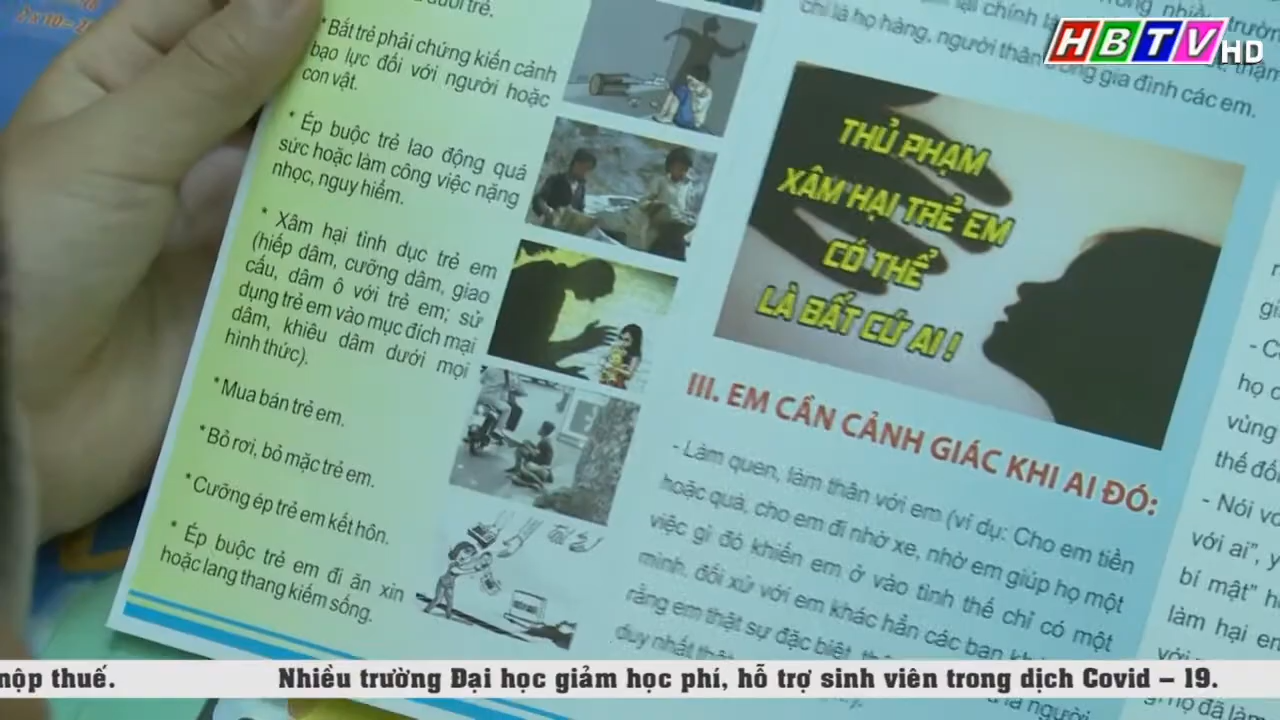 HBTV HD
* Bắt trẻ phải chứng kiến cảnh
bạo lực đối với người hoặc
con vật.
* Ép buộc trẻ lao động quá
sức hoặc làm công việc nặng
nhọc, nguy hiểm.
* Xâm hại tình dục trẻ em
(hiếp dâm, cưỡng dâm, giao
cấu, dâm ô với trẻ em; sử
dụng trẻ em vào mục đích mại
dâm, khiêu dâm dưới mọi
hình thức).
* Mua bán trẻ em.
* Bỏ rơi, bỏ mặc trẻ em.
* Cưỡng ép trẻ em kết hôn.
* Ép buộc trẻ em đi ăn xin
hoặc lang thang kiếm sống.
chỉ là họ hàng, người thân trong gia đình các em.
THỦ PHẠM
XÂM HẠI TRẺ EM
CÓ THỂ
LÀ BẤT CỨ AI !
III. EM CẦN CẢNH GIÁC KHI AI ĐÓ:
- Làm quen, làm thân với em (ví dụ: Cho em tiền
hoặc quà, cho em đi nhờ xe, nhờ em giúp họ một
việc gì đó khiến em ở vào tình thế chỉ có một
mình, đối xử với em khác hẳn các bạn
rằng em thật sự đặc biệt,
duy nhất
họ
vùng
thế
- Nói
với ai",
bí mật"
làm hại em
nộp thuế. Nhiều trường Đại học giảm học phí, hỗ trợ sinh viên trong dịch Covid – 19.